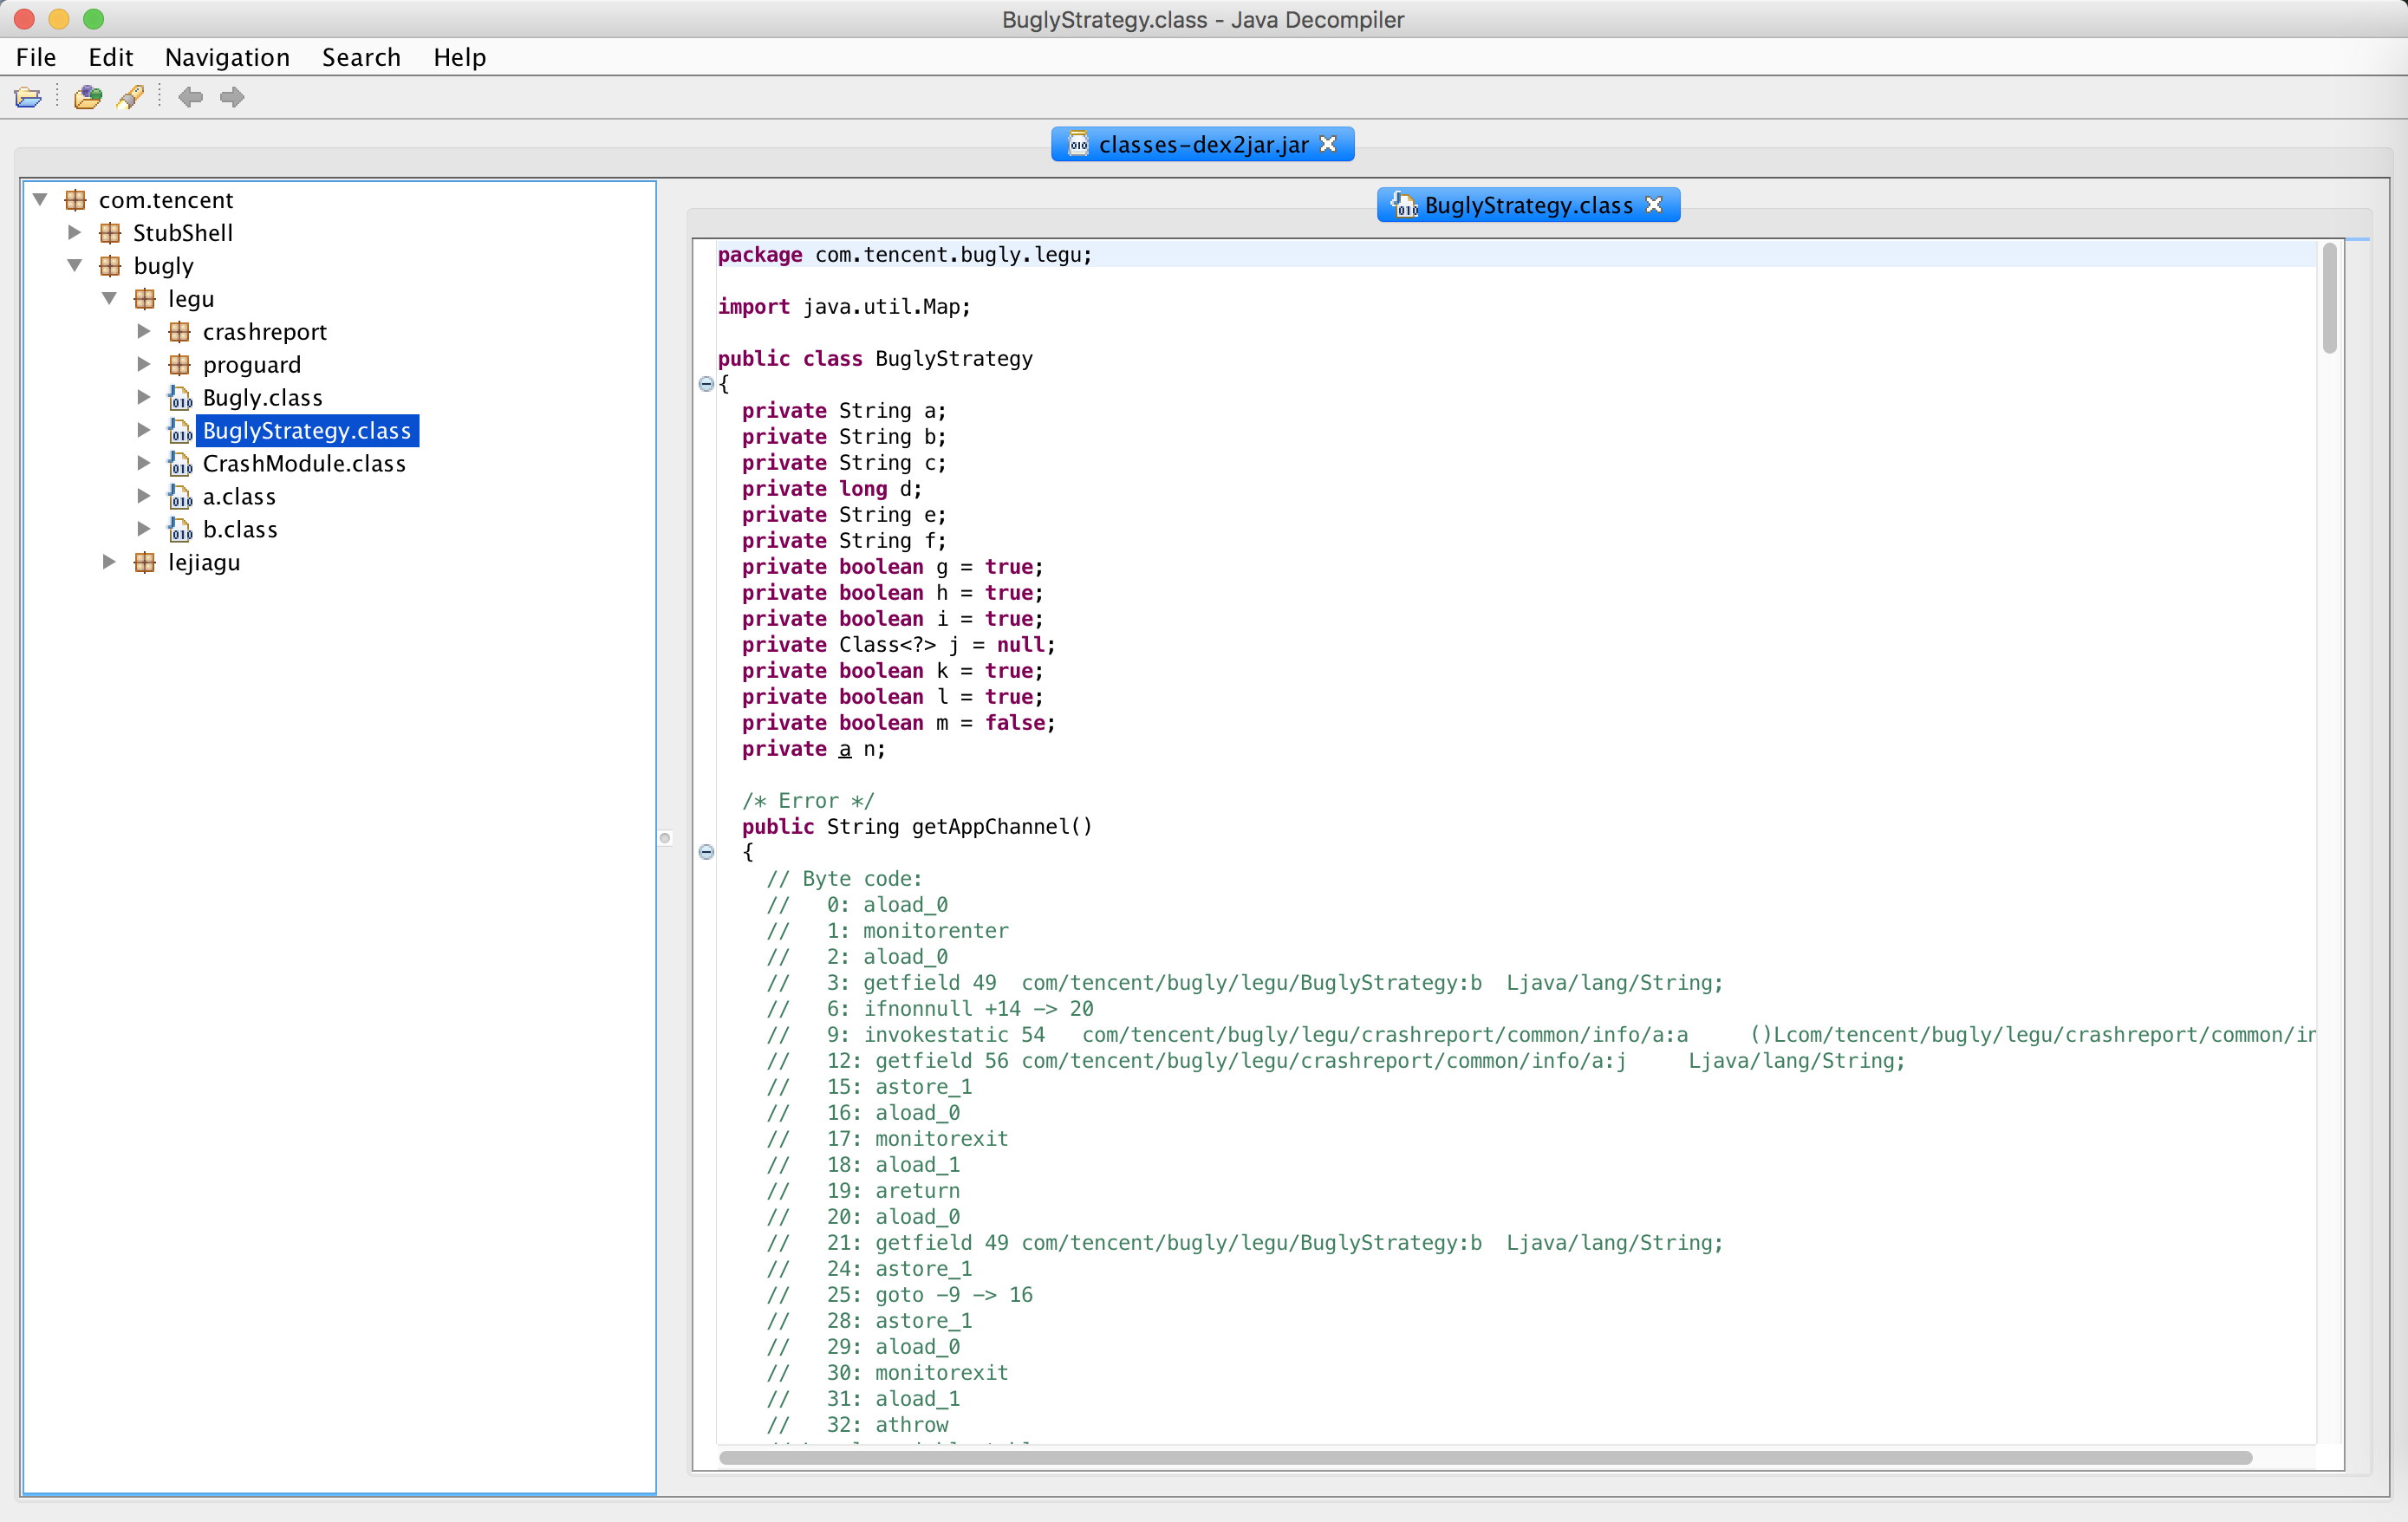 BuglyStrategy.class - Java Decompiler
File Edit Navigation Search Help
classes-dex2jar.jar
com.tencent
StubShell
bugly
legu
crashreport
proguard
Bugly.class
BuglyStrategy.class
CrashModule.class
a.class
b.class
lejiagu
BuglyStrategy.class
package com.tencent.bugly.legu;
import java.util.Map;
public class BuglyStrategy
{
private String a;
private String b;
private String c;
private long d;
private String e;
private String f;
private boolean g = true;
private boolean h = true;
private boolean i = true;
private Class<?> j = null;
private boolean k = true;
private boolean l = true;
private boolean m = false;
private a n;
/* Error */
public String getAppChannel()
{
// Byte code:
// 0: aload_0
// 1: monitorenter
// 2: aload_0
// 3: getfield 49 com/tencent/bugly/legu/BuglyStrategy:b Ljava/lang/String;
// 6: ifnonnull +14 -> 20
// 9: invokestatic 54 com/tencent/bugly/legu/crashreport/common/info/a:a ()Lcom/tencent/bugly/legu/crashreport/common/in
// 12: getfield 56 com/tencent/bugly/legu/crashreport/common/info/a:j Ljava/lang/String;
// 15: astore_1
// 16: aload_0
// 17: monitorexit
// 18: aload_1
// 19: areturn
// 20: aload_0
// 21: getfield 49 com/tencent/bugly/legu/BuglyStrategy:b Ljava/lang/String;
// 24: astore_1
// 25: goto -9 -> 16
// 28: astore_1
// 29: aload_0
// 30: monitorexit
// 31: aload_1
// 32: athrow